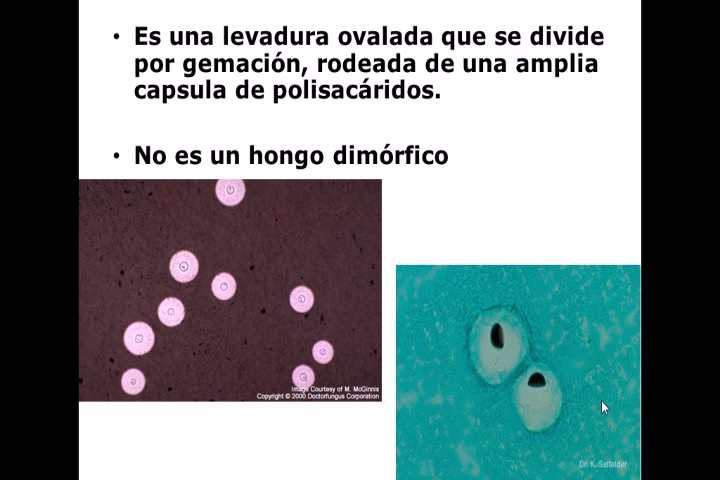 • Es una levadura ovalada que se divide
por gemación, rodeada de una amplia
capsula de polisacáridos.
• No es un hongo dimórfico
Image Courtesy of M. McGinnis
Copyright © 2000 Doctorfungus Corporation
Dr. K. Salfelder